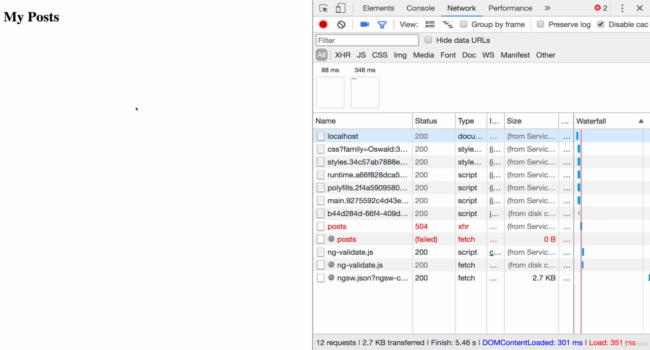 My Posts
Elements Console Network Performance » 2
View: Group by frame Preserve log Disable cac
Filter Hide data URLs
All XHR JS CSS Img Media Font Doc WS Manifest Other
88 ms 348 ms
Name Status Type I... Size ... Waterfall
localhost 200 docu... ... (from Servic...
css?family=Oswald:3... 200 style... (i... (from Servic... ...
styles.34c57ab7888e... 200 style... (i... (from Servic... ...
runtime.a66f828dca5... 200 script (i... (from Servic... ...
polyfills.2f4a5909580... 200 script (i... (from Servic... ...
main.9275592c4d43e... 200 script (i... (from Servic... ...
b44d284d-66f4-409d... 200 script j... (from disk c... ...
posts 504 xhr ... (from Servic... ...
posts (failed) fetch ... 0 B ...
ng-validate.js 200 script c... (from Servic... ...
ng-validate.js 200 fetch ... (from disk c... ...
ngsw.json?ngsw-c... 200 fetch ... 2.7 KB ...
12 requests | 2.7 KB transferred | Finish: 5.46 s | DOMContentLoaded: 301 ms | Load: 351 ms